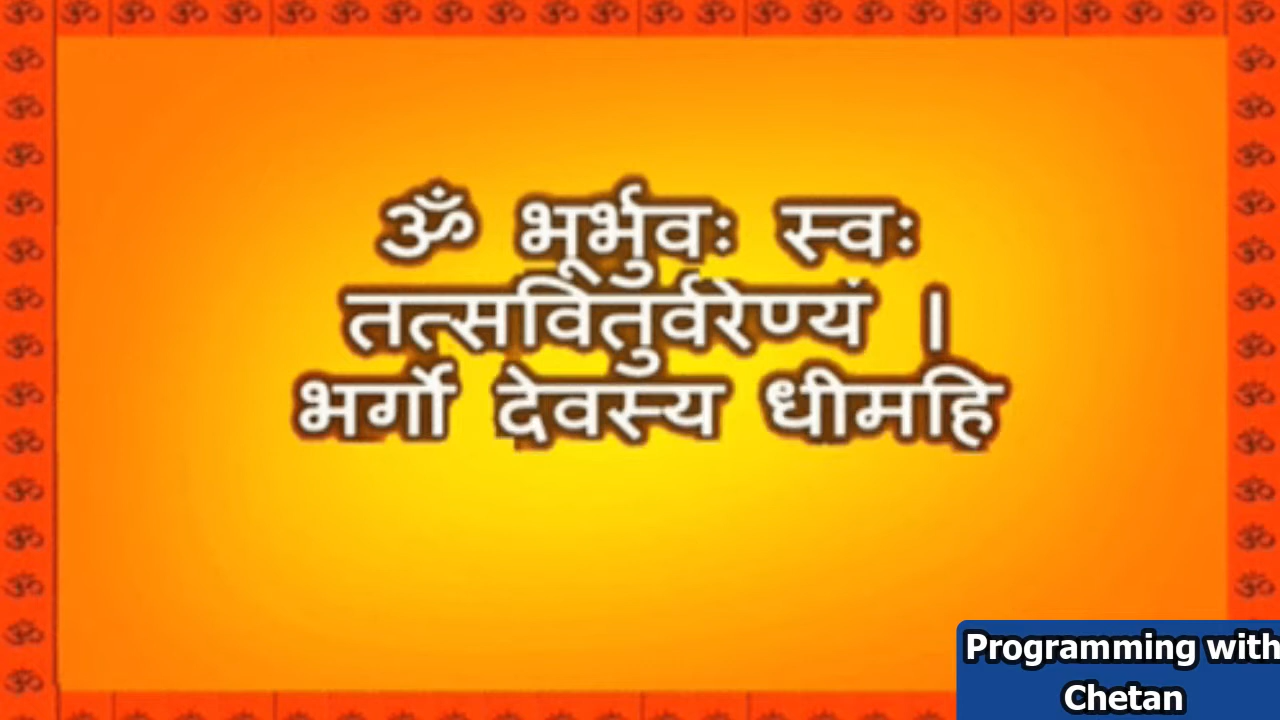 ॐ भूर्भुवः स्वः
तत्सवितुर्वरेण्यं ।
भर्गो देवस्य धीमहि
Programming with
Chetan